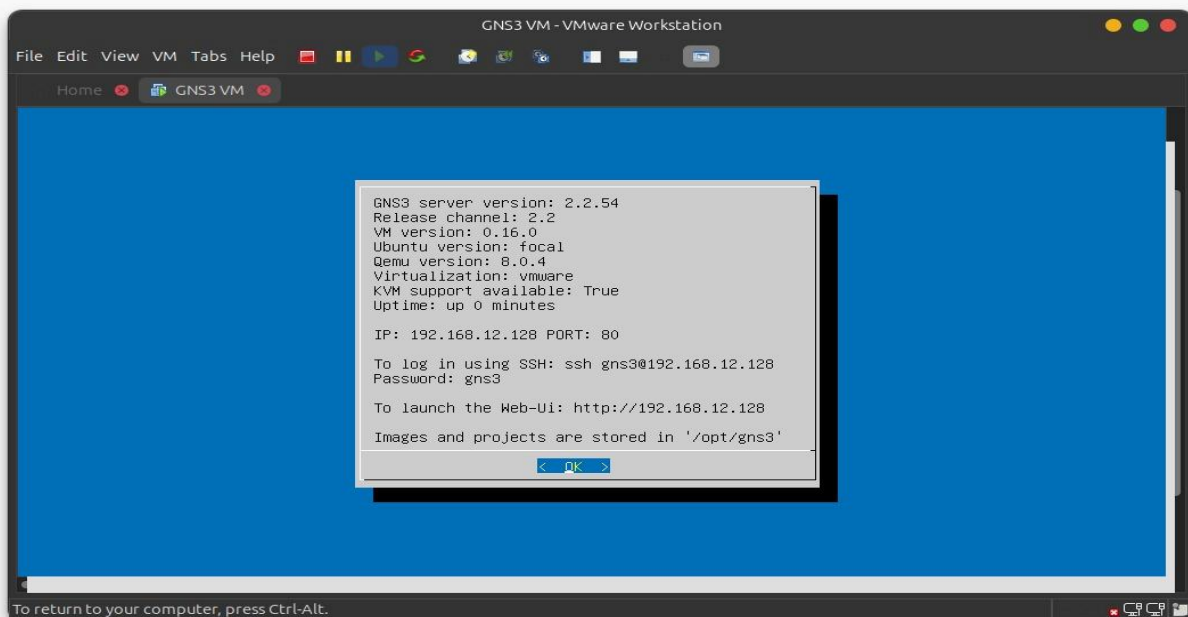 GNS3 VM - VMware Workstation
File Edit View VM Tabs Help
Home GNS3 VM
GNS3 server version: 2.2.54
Release channel: 2.2
VM version: 0.16.0
Ubuntu version: focal
Qemu version: 8.0.4
Virtualization: vmware
KVM support available: True
Uptime: up 0 minutes
IP: 192.168.12.128 PORT: 80
To log in using SSH: ssh gns3@192.168.12.128
Password: gns3
To launch the Web-Ui: http://192.168.12.128
Images and projects are stored in '/opt/gns3'
< OK >
To return to your computer, press Ctrl-Alt.